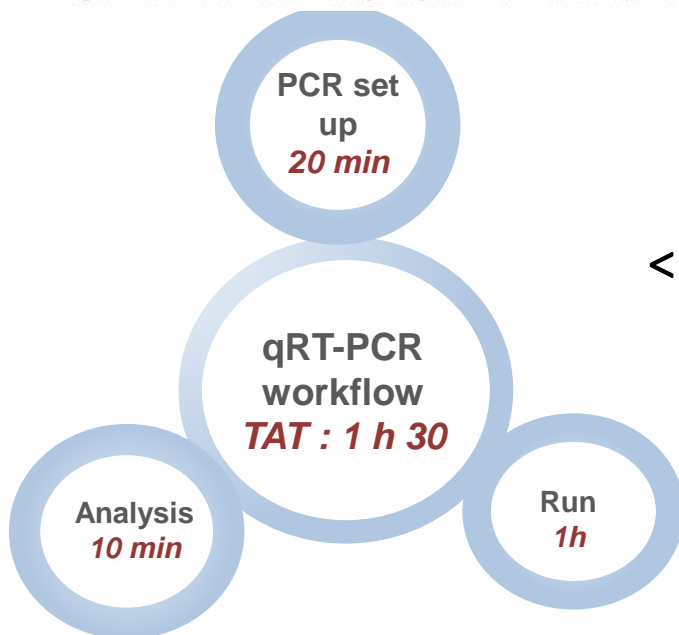 PCR set
up
20 min
<
qRT-PCR
workflow
TAT : 1 h 30
Analysis
10 min
Run
1h